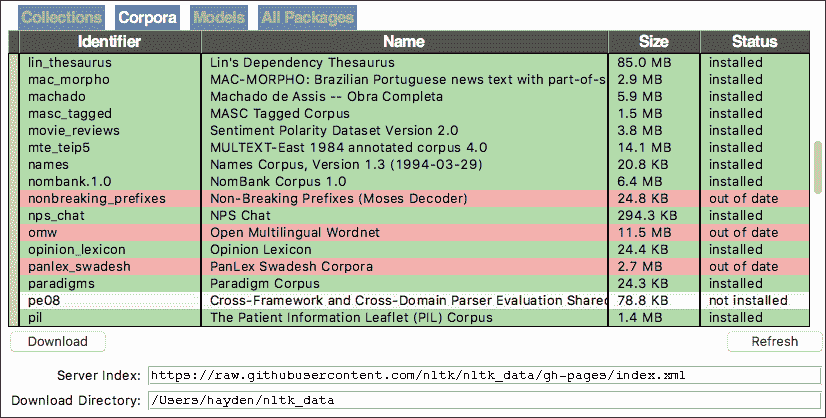 Collections Corpora Models All Packages
Identifier Name Size Status
lin_thesaurus Lin's Dependency Thesaurus 85.0 MB installed
mac_morpho MAC-MORPHO: Brazilian Portuguese news text with part-of-s 2.9 MB installed
machado Machado de Assis -- Obra Completa 5.9 MB installed
masc_tagged MASC Tagged Corpus 1.5 MB installed
movie_reviews Sentiment Polarity Dataset Version 2.0 3.8 MB installed
mte_teip5 MULTEXT-East 1984 annotated corpus 4.0 14.1 MB installed
names Names Corpus, Version 1.3 (1994-03-29) 20.8 KB installed
nombank.1.0 NomBank Corpus 1.0 6.4 MB installed
nonbreaking_prefixes Non-Breaking Prefixes (Moses Decoder) 24.8 KB out of date
nps_chat NPS Chat 294.3 KB installed
omw Open Multilingual Wordnet 11.5 MB out of date
opinion_lexicon Opinion Lexicon 24.4 KB installed
panlex_swadesh PanLex Swadesh Corpora 2.7 MB out of date
paradigms Paradigm Corpus 24.3 KB installed
pe08 Cross-Framework and Cross-Domain Parser Evaluation Shared 78.8 KB not installed
pil The Patient Information Leaflet (PIL) Corpus 1.4 MB installed
Download Refresh
Server Index: https://raw.githubusercontent.com/nltk/nltk_data/gh-pages/index.xml
Download Directory: /Users/hayden/nltk_data